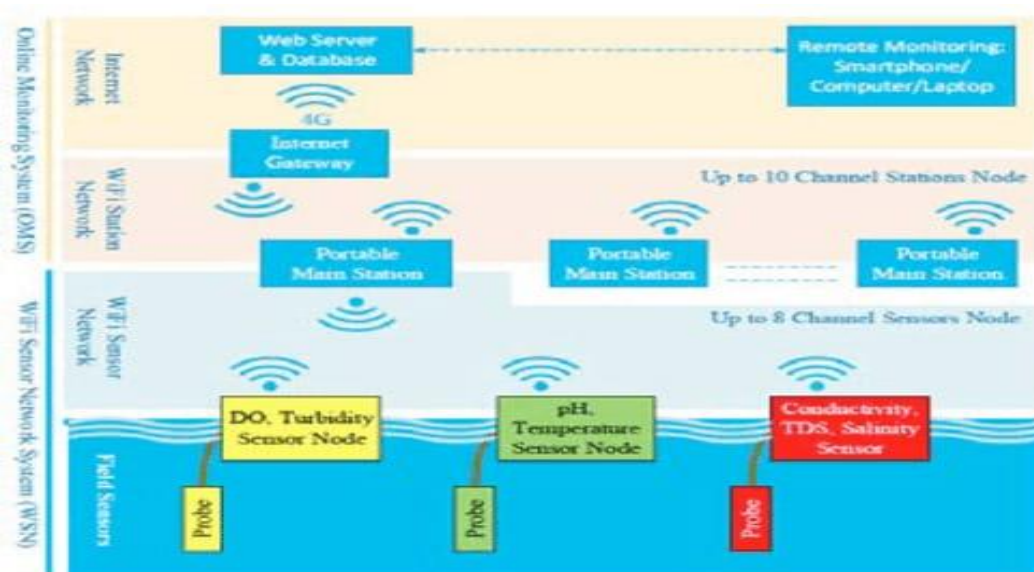 Online Monitoring System (OMS)
Internet
Network
Web Server
& Database
Remote Monitoring:
Smartphone/
Computer/Laptop
4G
Internet
Gateway
WiFi Station
Network
Up to 10 Channel Stations Node
Portable
Main Station
Portable
Main Station
Portable
Main Station
WiFi Sensor Network System (WSN)
WiFi Sensor
Network
Up to 8 Channel Sensors Node
DO, Turbidity
Sensor Node
pH,
Temperature
Sensor Node
Conductivity,
TDS, Salinity
Sensor
Field Sensors
Probe
Probe
Probe